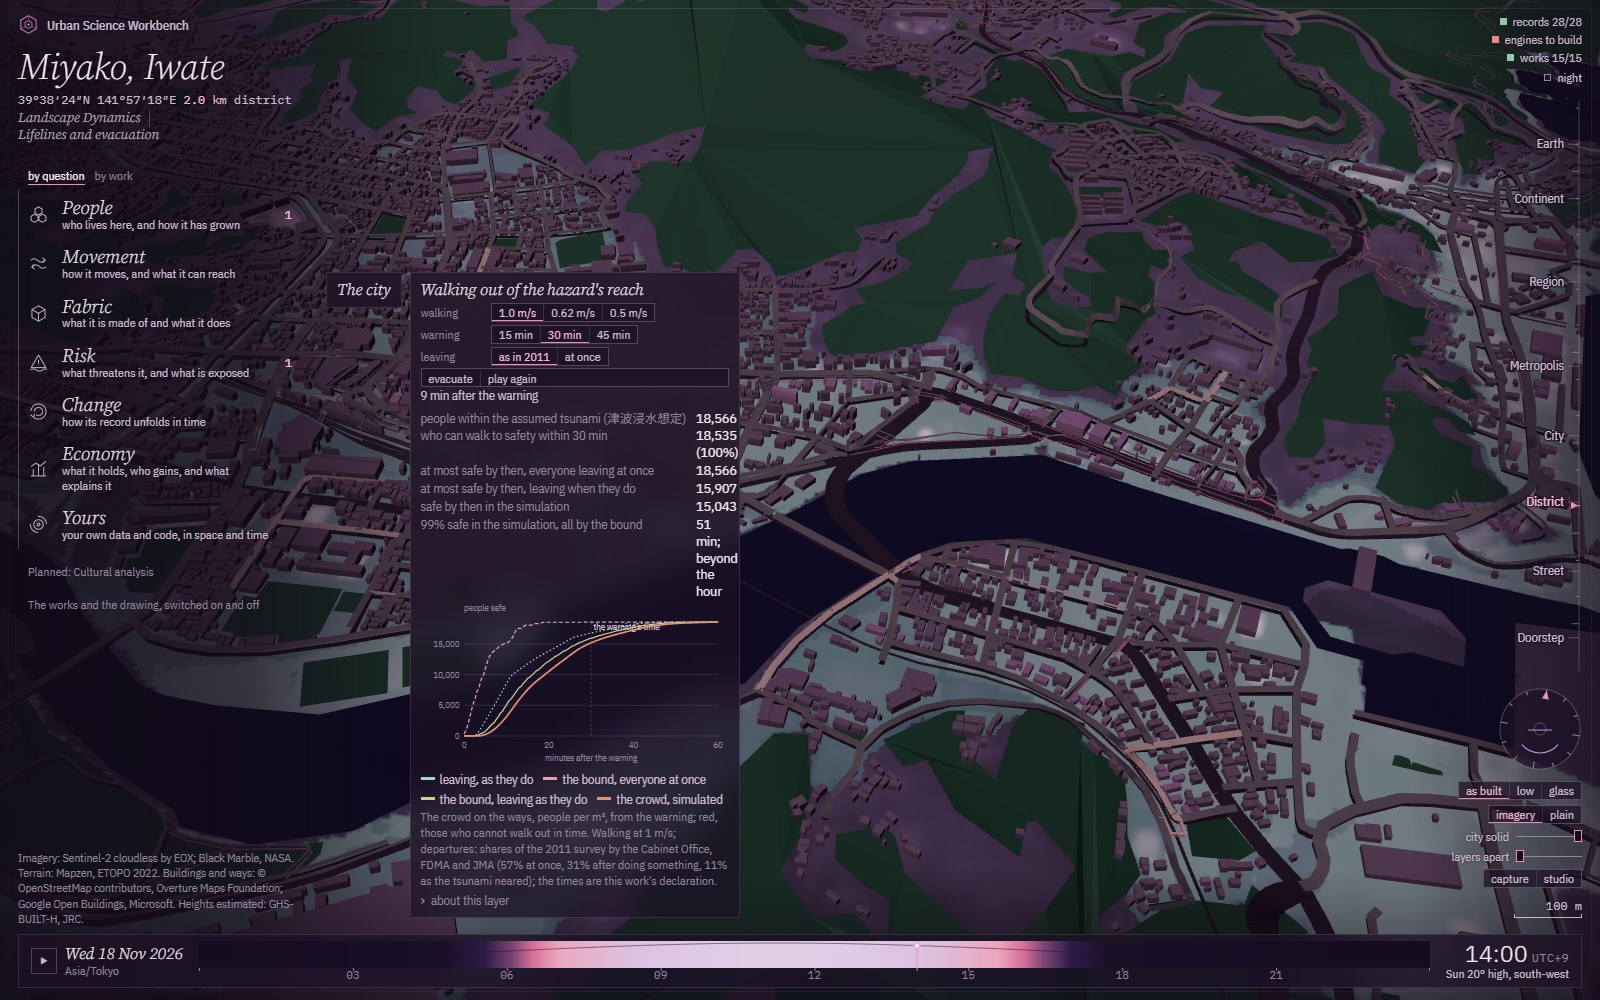 Urban Science Workbench
Miyako, Iwate
39°38′24″N 141°57′18″E 2.0 km district
Landscape Dynamics
Lifelines and evacuation
by question by work
People
who lives here, and how it has grown
1
Movement
how it moves, and what it can reach
Fabric
what it is made of and what it does
Risk
what threatens it, and what is exposed
1
Change
how its record unfolds in time
Economy
what it holds, who gains, and what
explains it
Yours
your own data and code, in space and time
Planned: Cultural analysis
The works and the drawing, switched on and off
Imagery: Sentinel-2 cloudless by EOX; Black Marble, NASA.
Terrain: Mapzen, ETOPO 2022. Buildings and ways: ©
OpenStreetMap contributors, Overture Maps Foundation;
Google Open Buildings, Microsoft. Heights estimated: GHS-
BUILT-H, JRC.
The city
Walking out of the hazard's reach
walking 1.0 m/s 0.62 m/s 0.5 m/s
warning 15 min 30 min 45 min
leaving as in 2011 at once
evacuate play again
9 min after the warning
people within the assumed tsunami (津波浸水想定) 18,566
who can walk to safety within 30 min 18,535
(100%)
at most safe by then, everyone leaving at once 18,566
at most safe by then, leaving when they do 15,907
safe by then in the simulation 15,043
99% safe in the simulation, all by the bound 51
min;
beyond
the
hour
people safe
the warning's time
15,000
10,000
5,000
0
0 20 40 60
minutes after the warning
leaving, as they do the bound, everyone at once
the bound, leaving as they do the crowd, simulated
The crowd on the ways, people per m², from the warning; red,
those who cannot walk out in time. Walking at 1 m/s;
departures: shares of the 2011 survey by the Cabinet Office,
FDMA and JMA (57% at once, 31% after doing something, 11%
as the tsunami neared); the times are this work's declaration.
› about this layer
records 28/28
engines to build
works 15/15
night
Earth
Continent
Region
Metropolis
City
District
Street
Doorstep
as built low glass
imagery plain
city solid
layers apart
capture studio
100 m
Wed 18 Nov 2026
Asia/Tokyo
03 06 09 12 15 18 21
14:00 UTC+9
Sun 20° high, south-west